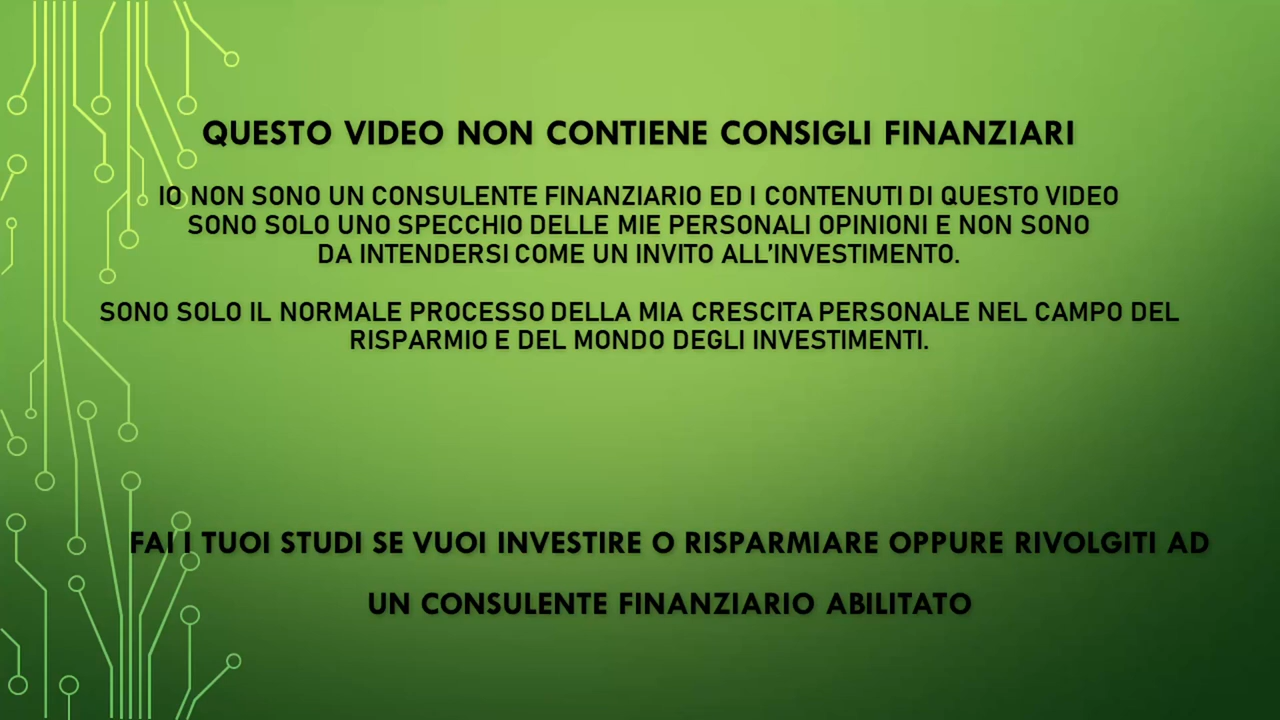 QUESTO VIDEO NON CONTIENE CONSIGLI FINANZIARI
IO NON SONO UN CONSULENTE FINANZIARIO ED I CONTENUTI DI QUESTO VIDEO
SONO SOLO UNO SPECCHIO DELLE MIE PERSONALI OPINIONI E NON SONO
DA INTENDERSI COME UN INVITO ALL'INVESTIMENTO.
SONO SOLO IL NORMALE PROCESSO DELLA MIA CRESCITA PERSONALE NEL CAMPO DEL
RISPARMIO E DEL MONDO DEGLI INVESTIMENTI.
FAI I TUOI STUDI SE VUOI INVESTIRE O RISPARMIARE OPPURE RIVOLGITI AD
UN CONSULENTE FINANZIARIO ABILITATO